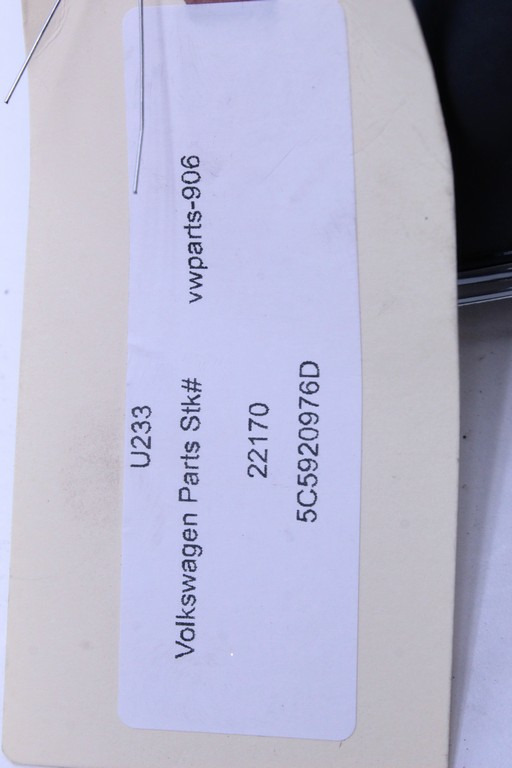 U233
Volkswagen Parts Stk# vwparts-906
22170
5C5920976D